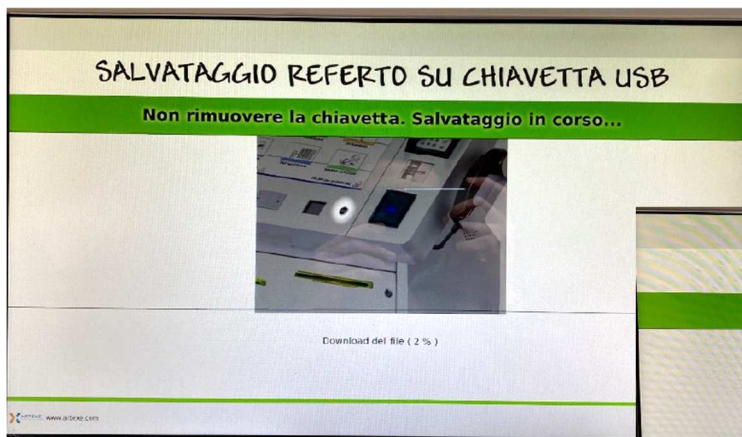 SALVATAGGIO REFERTO SU CHIAVETTA USB
Non rimuovere la chiavetta. Salvataggio in corso...
Download del file ( 2 % )
ARTEXE www.artexe.com